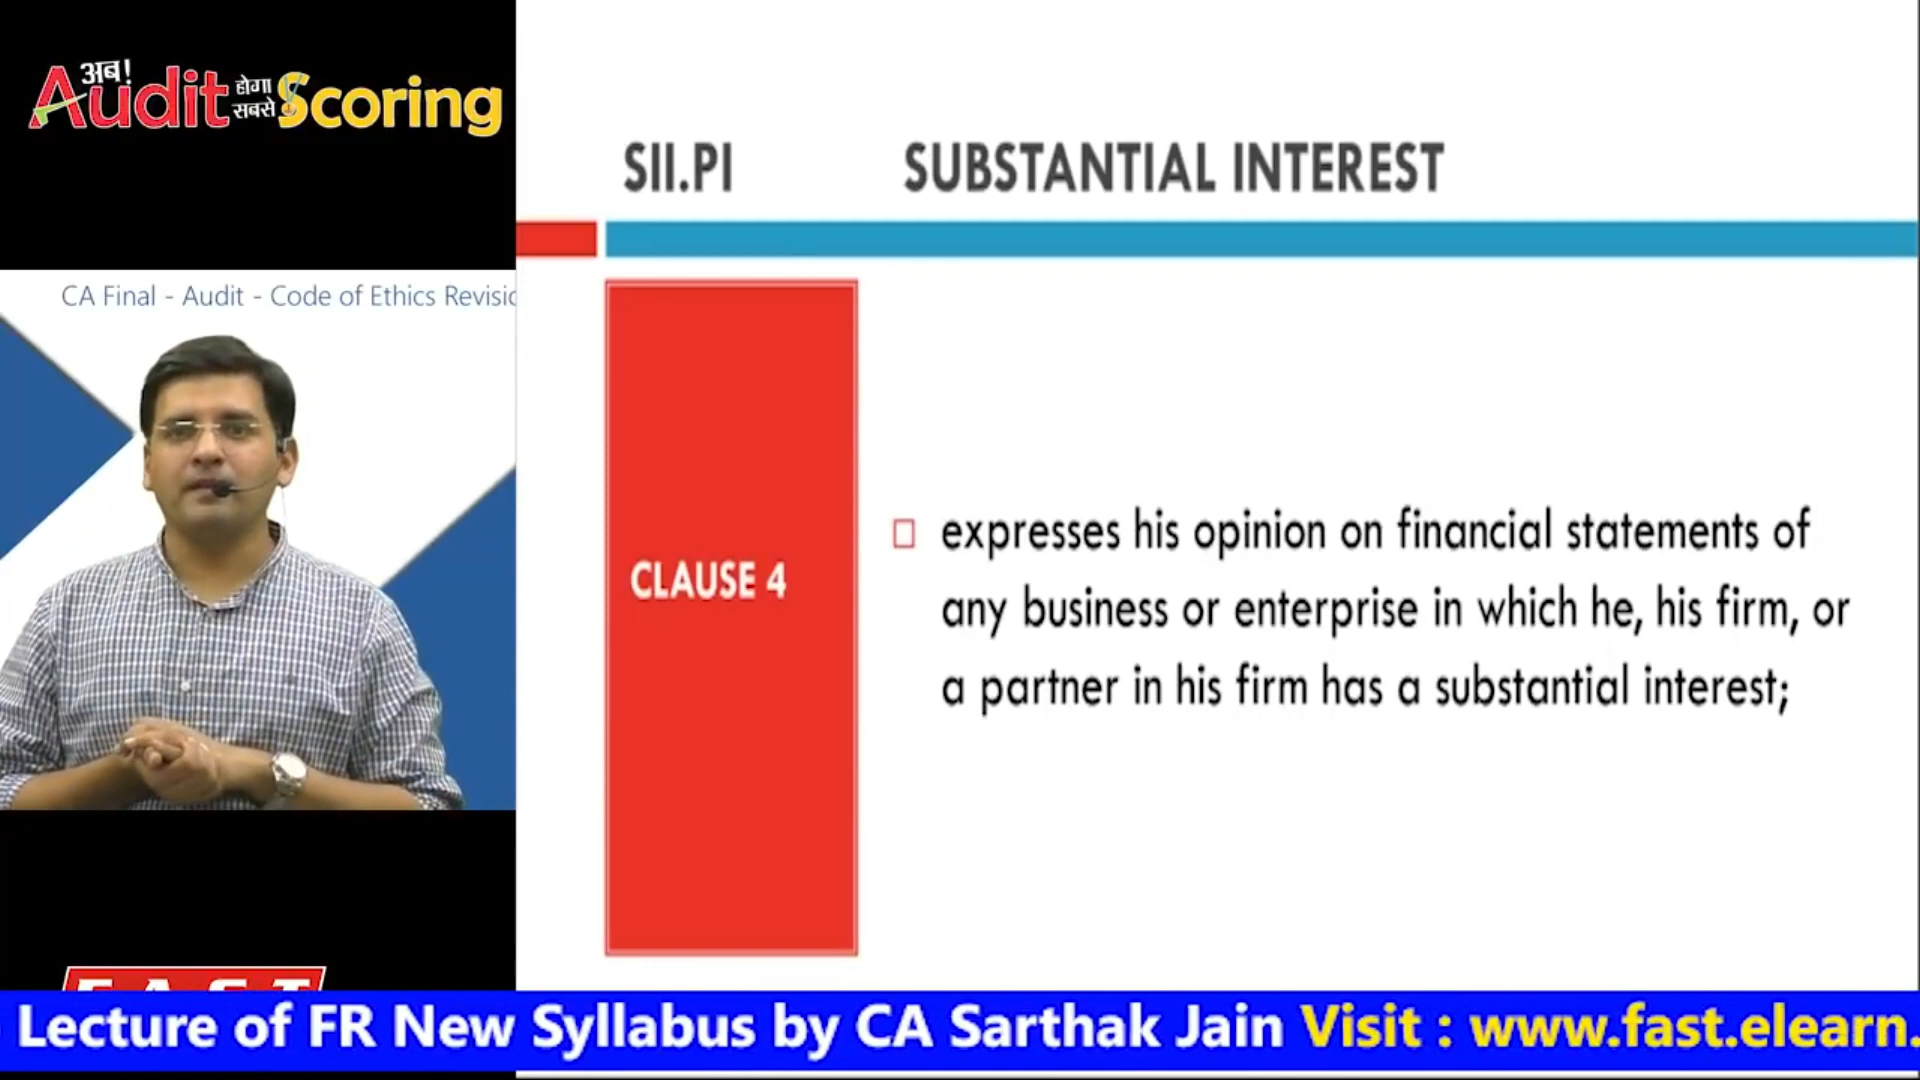 अब!
Audit होगा सबसे Scoring
SII.PI SUBSTANTIAL INTEREST
CA Final - Audit - Code of Ethics
CLAUSE 4
expresses his opinion on financial statements of
any business or enterprise in which he, his firm, or
a partner in his firm has a substantial interest;
Lecture of FR New Syllabus by CA Sarthak Jain Visit : www.fast.elearn.